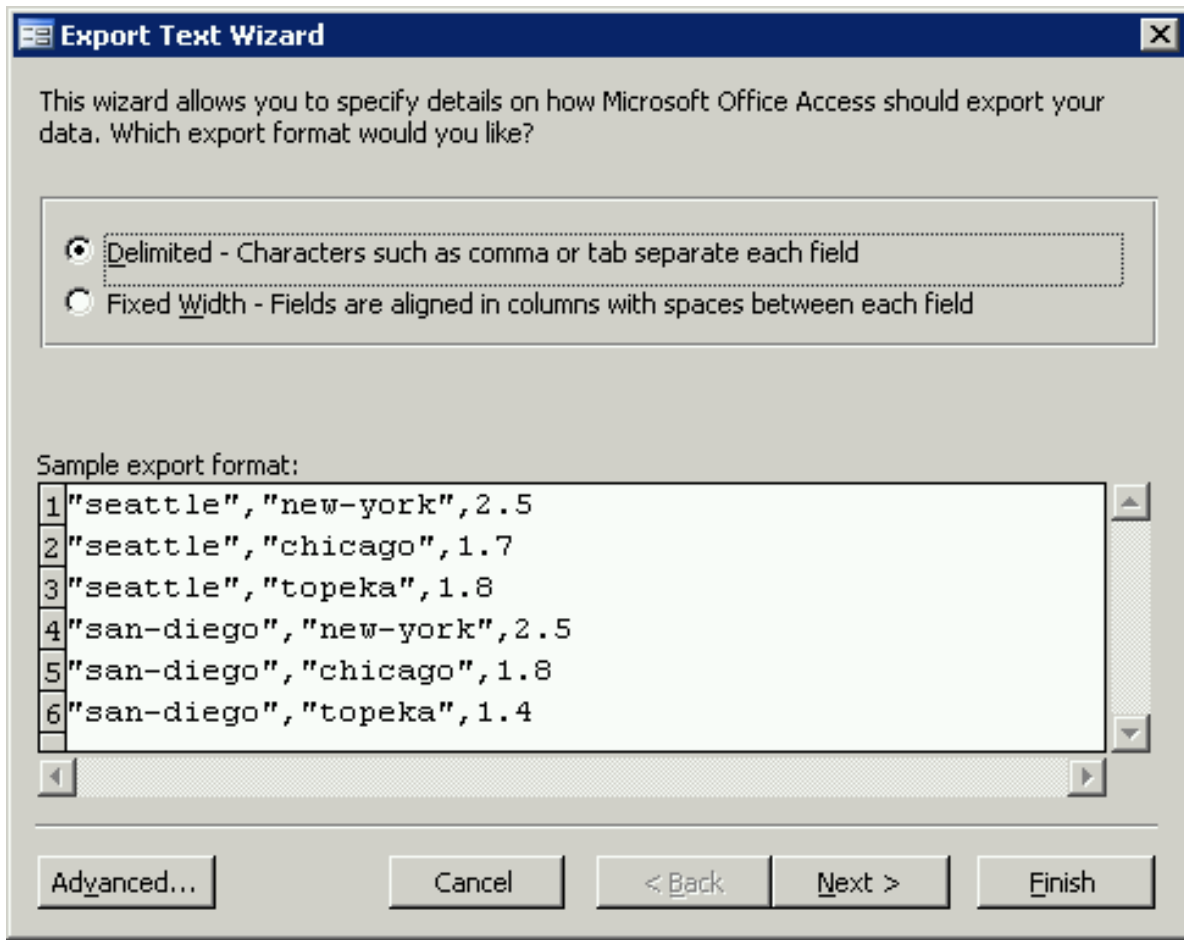 Export Text Wizard
This wizard allows you to specify details on how Microsoft Office Access should export your
data. Which export format would you like?
Delimited - Characters such as comma or tab separate each field
Fixed Width - Fields are aligned in columns with spaces between each field
Sample export format:
1 "seattle","new-york",2.5
2 "seattle","chicago",1.7
3 "seattle","topeka",1.8
4 "san-diego","new-york",2.5
5 "san-diego","chicago",1.8
6 "san-diego","topeka",1.4
Advanced... Cancel < Back Next > Finish